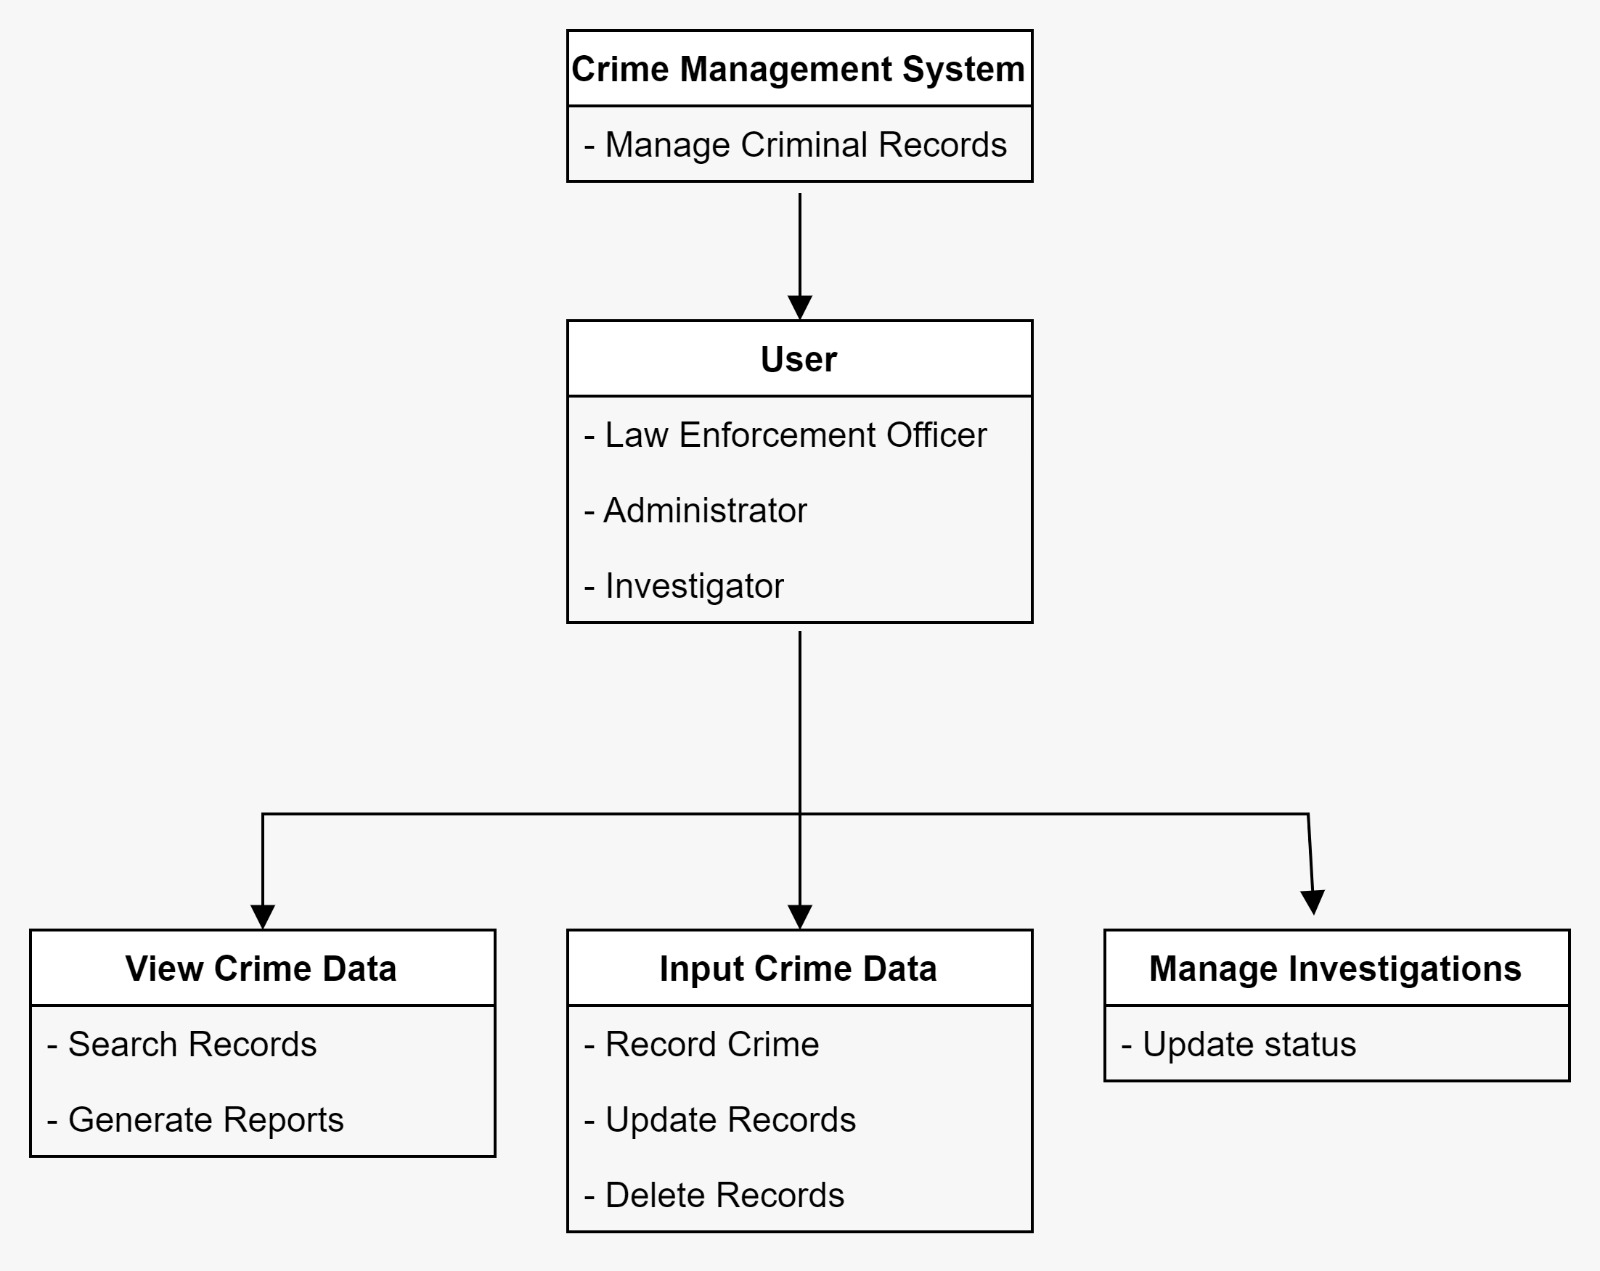 Crime Management System
- Manage Criminal Records
User
- Law Enforcement Officer
- Administrator
- Investigator
View Crime Data
- Search Records
- Generate Reports
Input Crime Data
- Record Crime
- Update Records
- Delete Records
Manage Investigations
- Update status